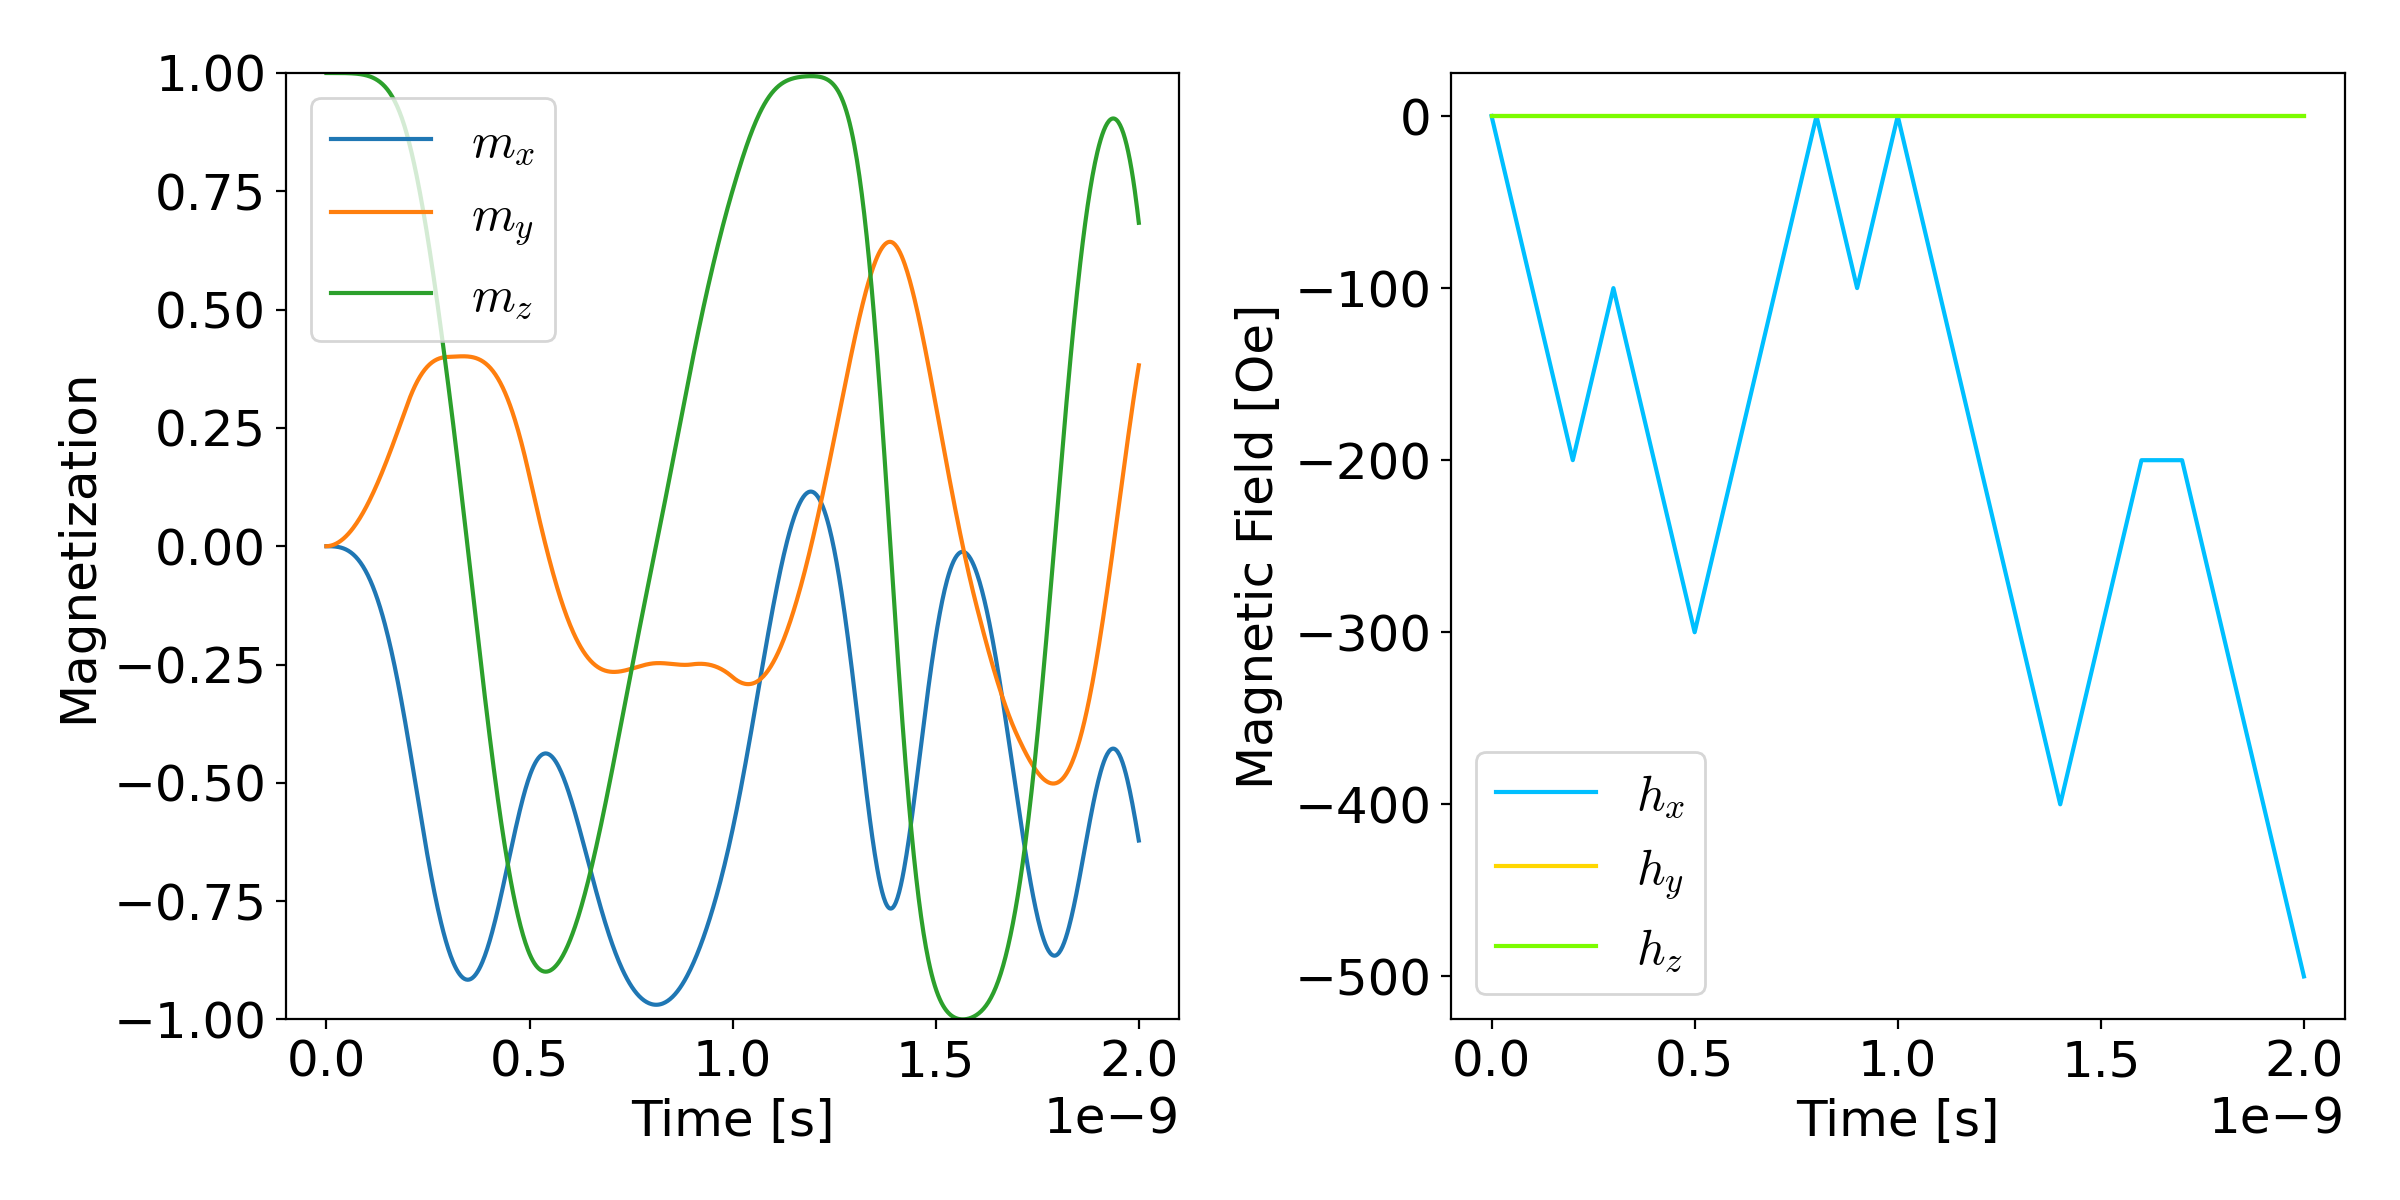 1.00
0.75
0.50
0.25
0.00
−0.25
−0.50
−0.75
−1.00
Magnetization
m_x
m_y
m_z
0.0 0.5 1.0 1.5 2.0
Time [s]
1e−9
0
−100
−200
−300
−400
−500
Magnetic Field [Oe]
h_x
h_y
h_z
0.0 0.5 1.0 1.5 2.0
Time [s]
1e−9